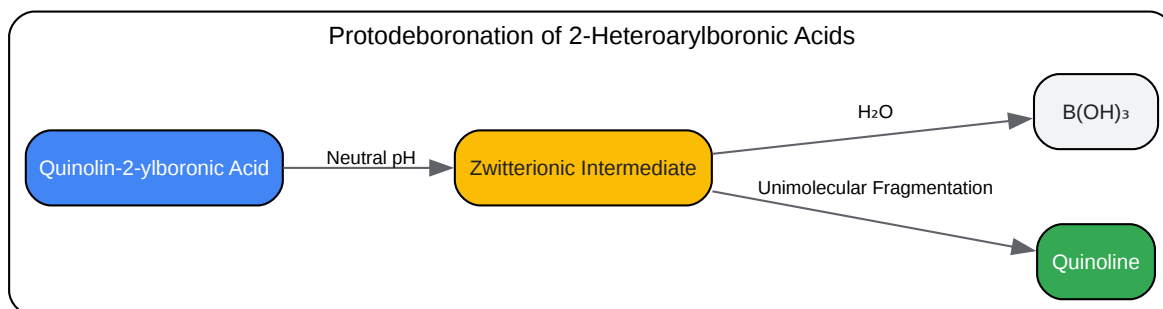 Protodeboronation of 2-Heteroarylboronic Acids
Quinolin-2-ylboronic Acid
Neutral pH
Zwitterionic Intermediate
H₂O
B(OH)₃
Unimolecular Fragmentation
Quinoline